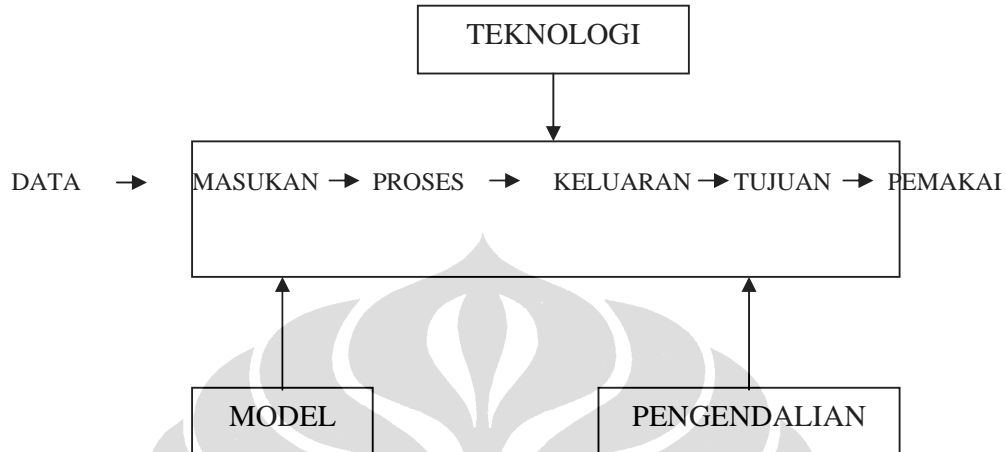 TEKNOLOGI
DATA MASUKAN PROSES KELUARAN TUJUAN PEMAKAI
MODEL PENGENDALIAN